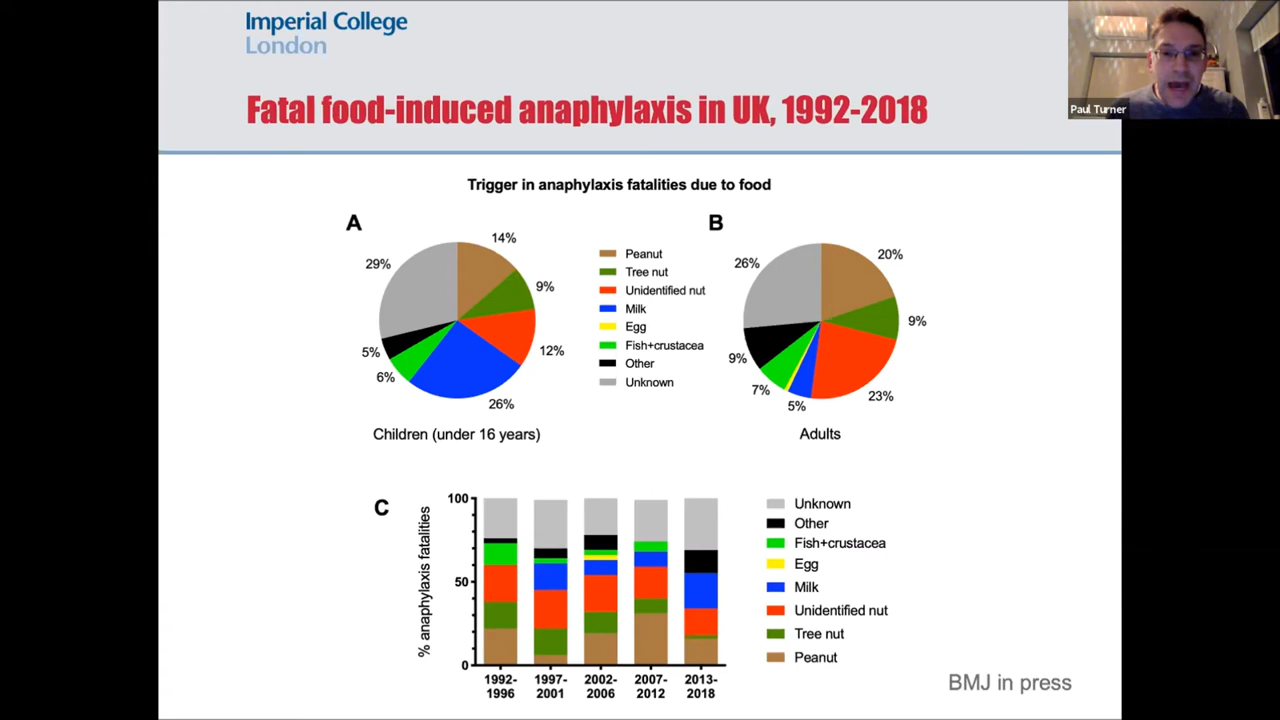 Imperial College
London
Paul Turner
Fatal food-induced anaphylaxis in UK, 1992-2018
Trigger in anaphylaxis fatalities due to food
A
14%
29%
9%
5%
12%
6%
26%
Children (under 16 years)
Peanut
Tree nut
Unidentified nut
Milk
Egg
Fish+crustacea
Other
Unknown
B
20%
26%
9%
9%
7%
5%
23%
Adults
C
% anaphylaxis fatalities
100
50
0
1992-
1996
1997-
2001
2002-
2006
2007-
2012
2013-
2018
Unknown
Other
Fish+crustacea
Egg
Milk
Unidentified nut
Tree nut
Peanut
BMJ in press